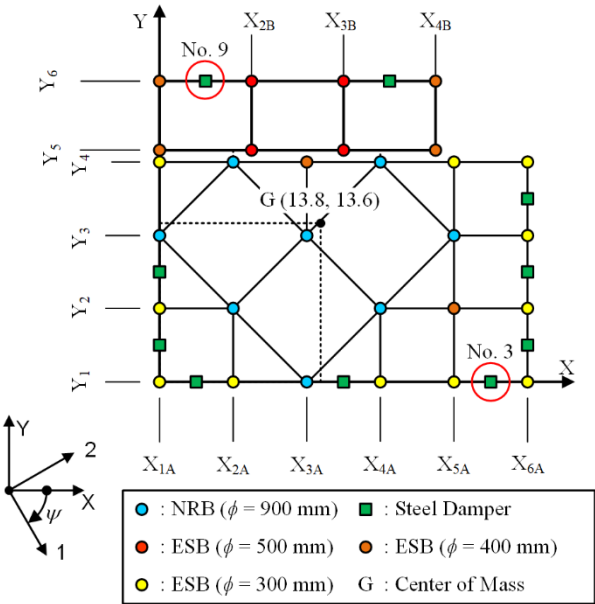 Y X2B X3B X4B
No. 9
Y6
Y5
Y4
G (13.8, 13.6)
Y3
Y2
No. 3
X
Y1
X1A X2A X3A X4A X5A X6A
Y
2
X
ψ
1
: NRB (ϕ = 900 mm) : Steel Damper
: ESB (ϕ = 500 mm) : ESB (ϕ = 400 mm)
: ESB (ϕ = 300 mm) G : Center of Mass